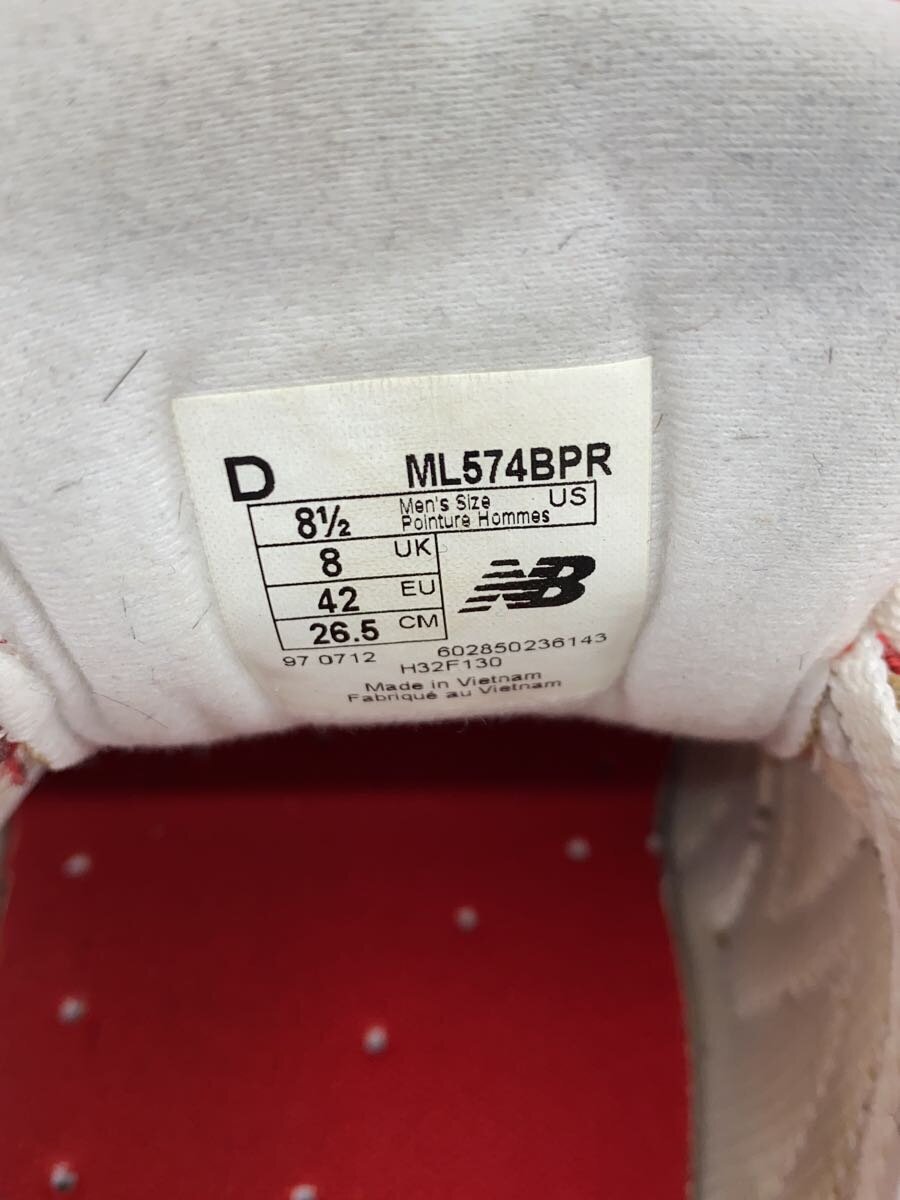 D ML574BPR
8½ Men's Size US
Pointure Hommes
8 UK
42 EU
26.5 CM
NB
97 0712 602850236143
H32F130
Made in Vietnam
Fabriqué au Vietnam